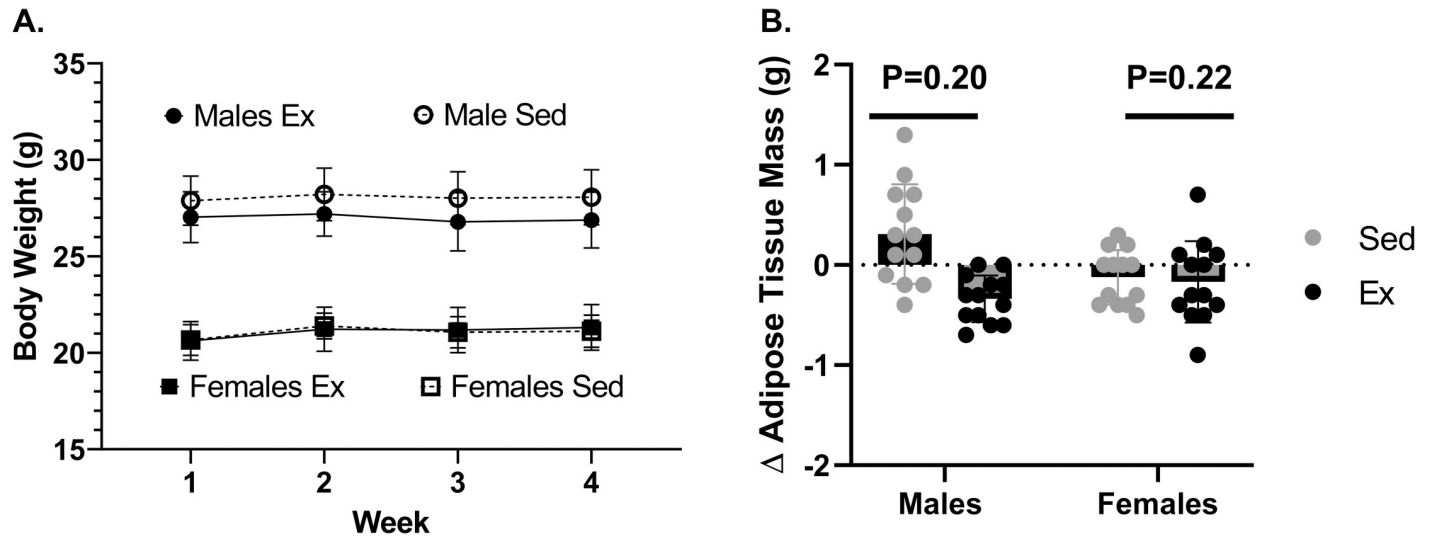 A.
Body Weight (g)
35
30
25
20
15
Males Ex
Male Sed
Females Ex
Females Sed
1 2 3 4
Week
B.
Δ Adipose Tissue Mass (g)
2
1
0
-1
-2
P=0.20
P=0.22
Males
Females
Sed
Ex